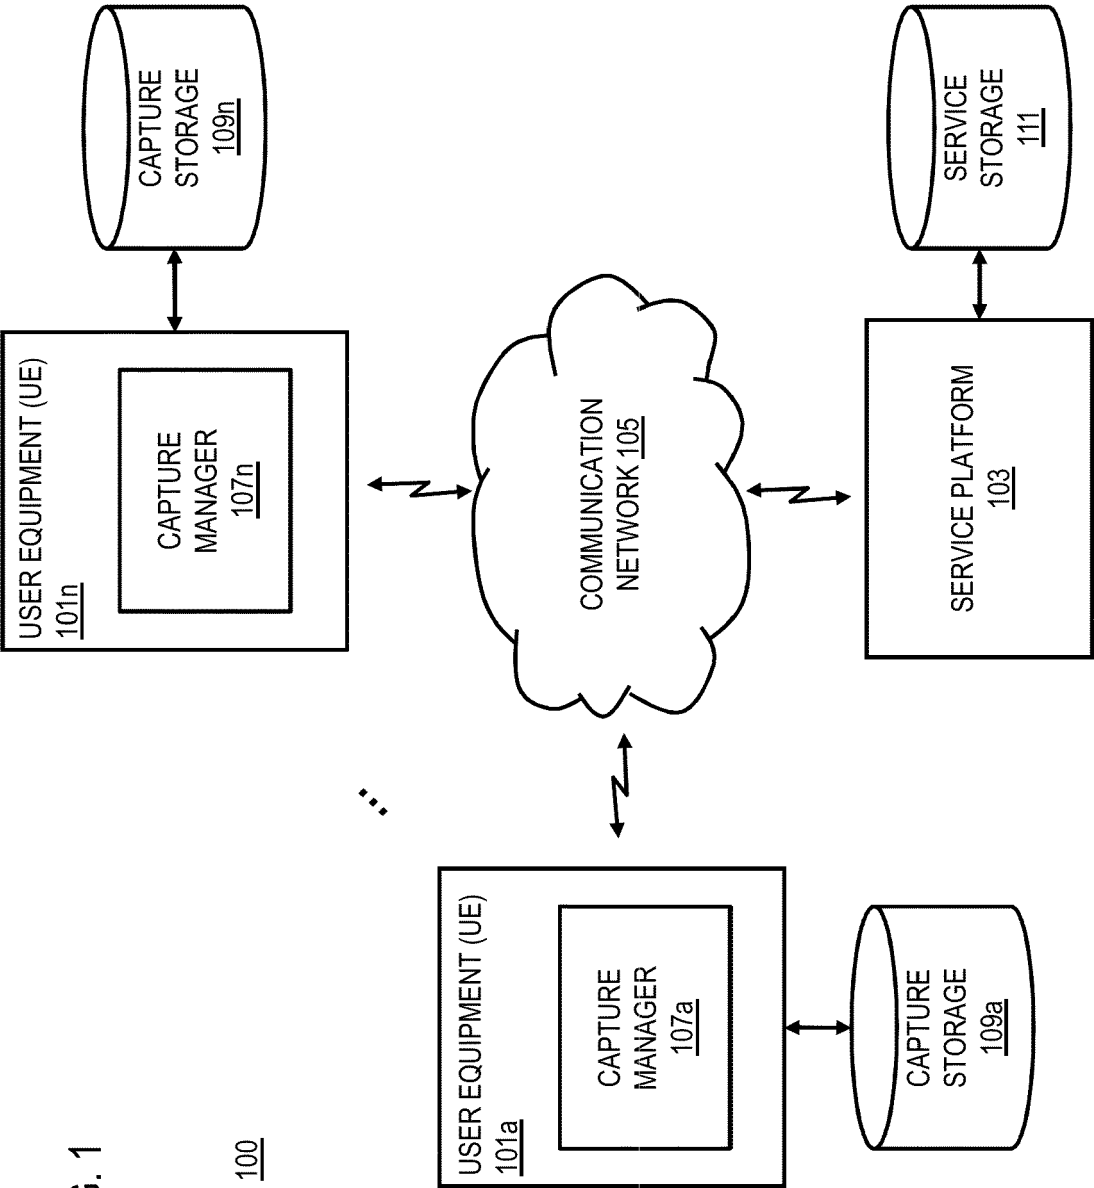 G. 1
100
USER EQUIPMENT (UE)
101n
CAPTURE
MANAGER
107n
CAPTURE
STORAGE
109n
USER EQUIPMENT (UE)
101a
CAPTURE
MANAGER
107a
CAPTURE
STORAGE
109a
COMMUNICATION
NETWORK 105
SERVICE PLATFORM
103
SERVICE
STORAGE
111